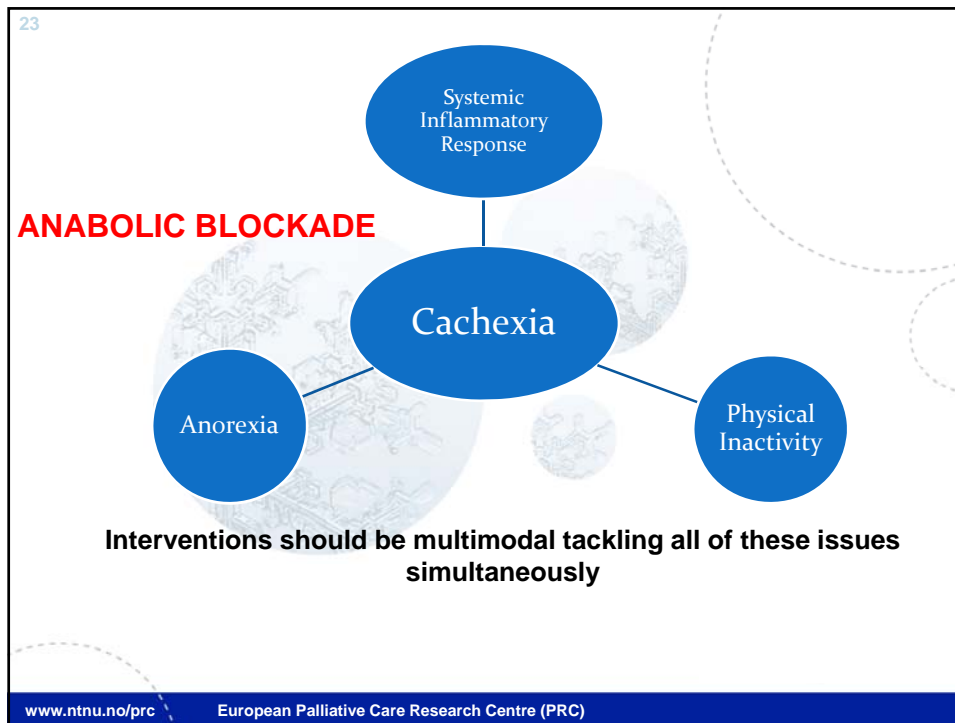 23
Systemic
Inflammatory
Response
ANABOLIC BLOCKADE
Cachexia
Anorexia
Physical
Inactivity
Interventions should be multimodal tackling all of these issues
simultaneously
www.ntnu.no/prc European Palliative Care Research Centre (PRC)